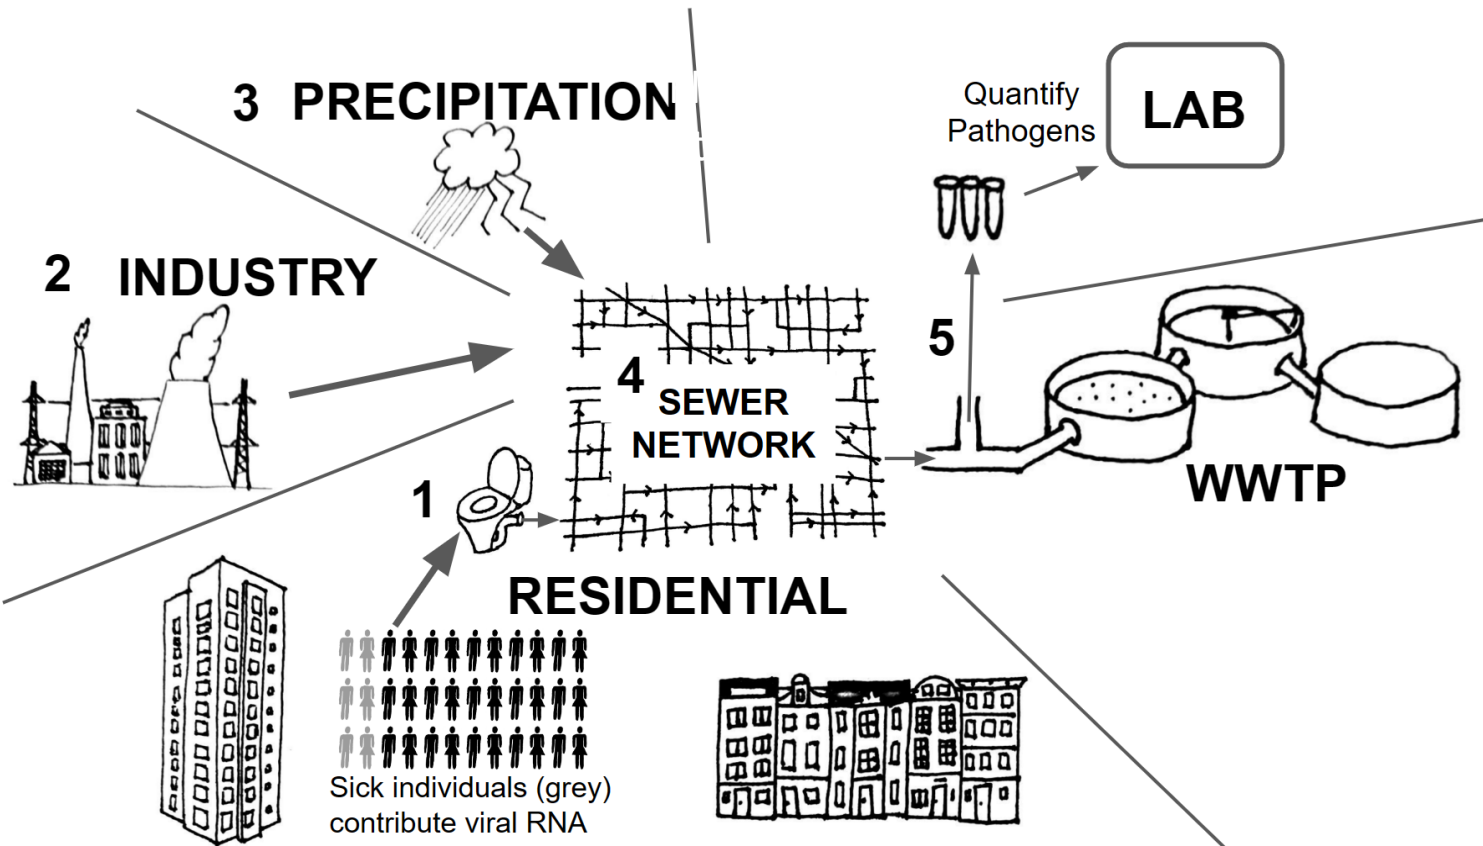 3 PRECIPITATION
Quantify
Pathogens
LAB
2 INDUSTRY
5
4
SEWER
NETWORK
1
WWTP
RESIDENTIAL
Sick individuals (grey)
contribute viral RNA